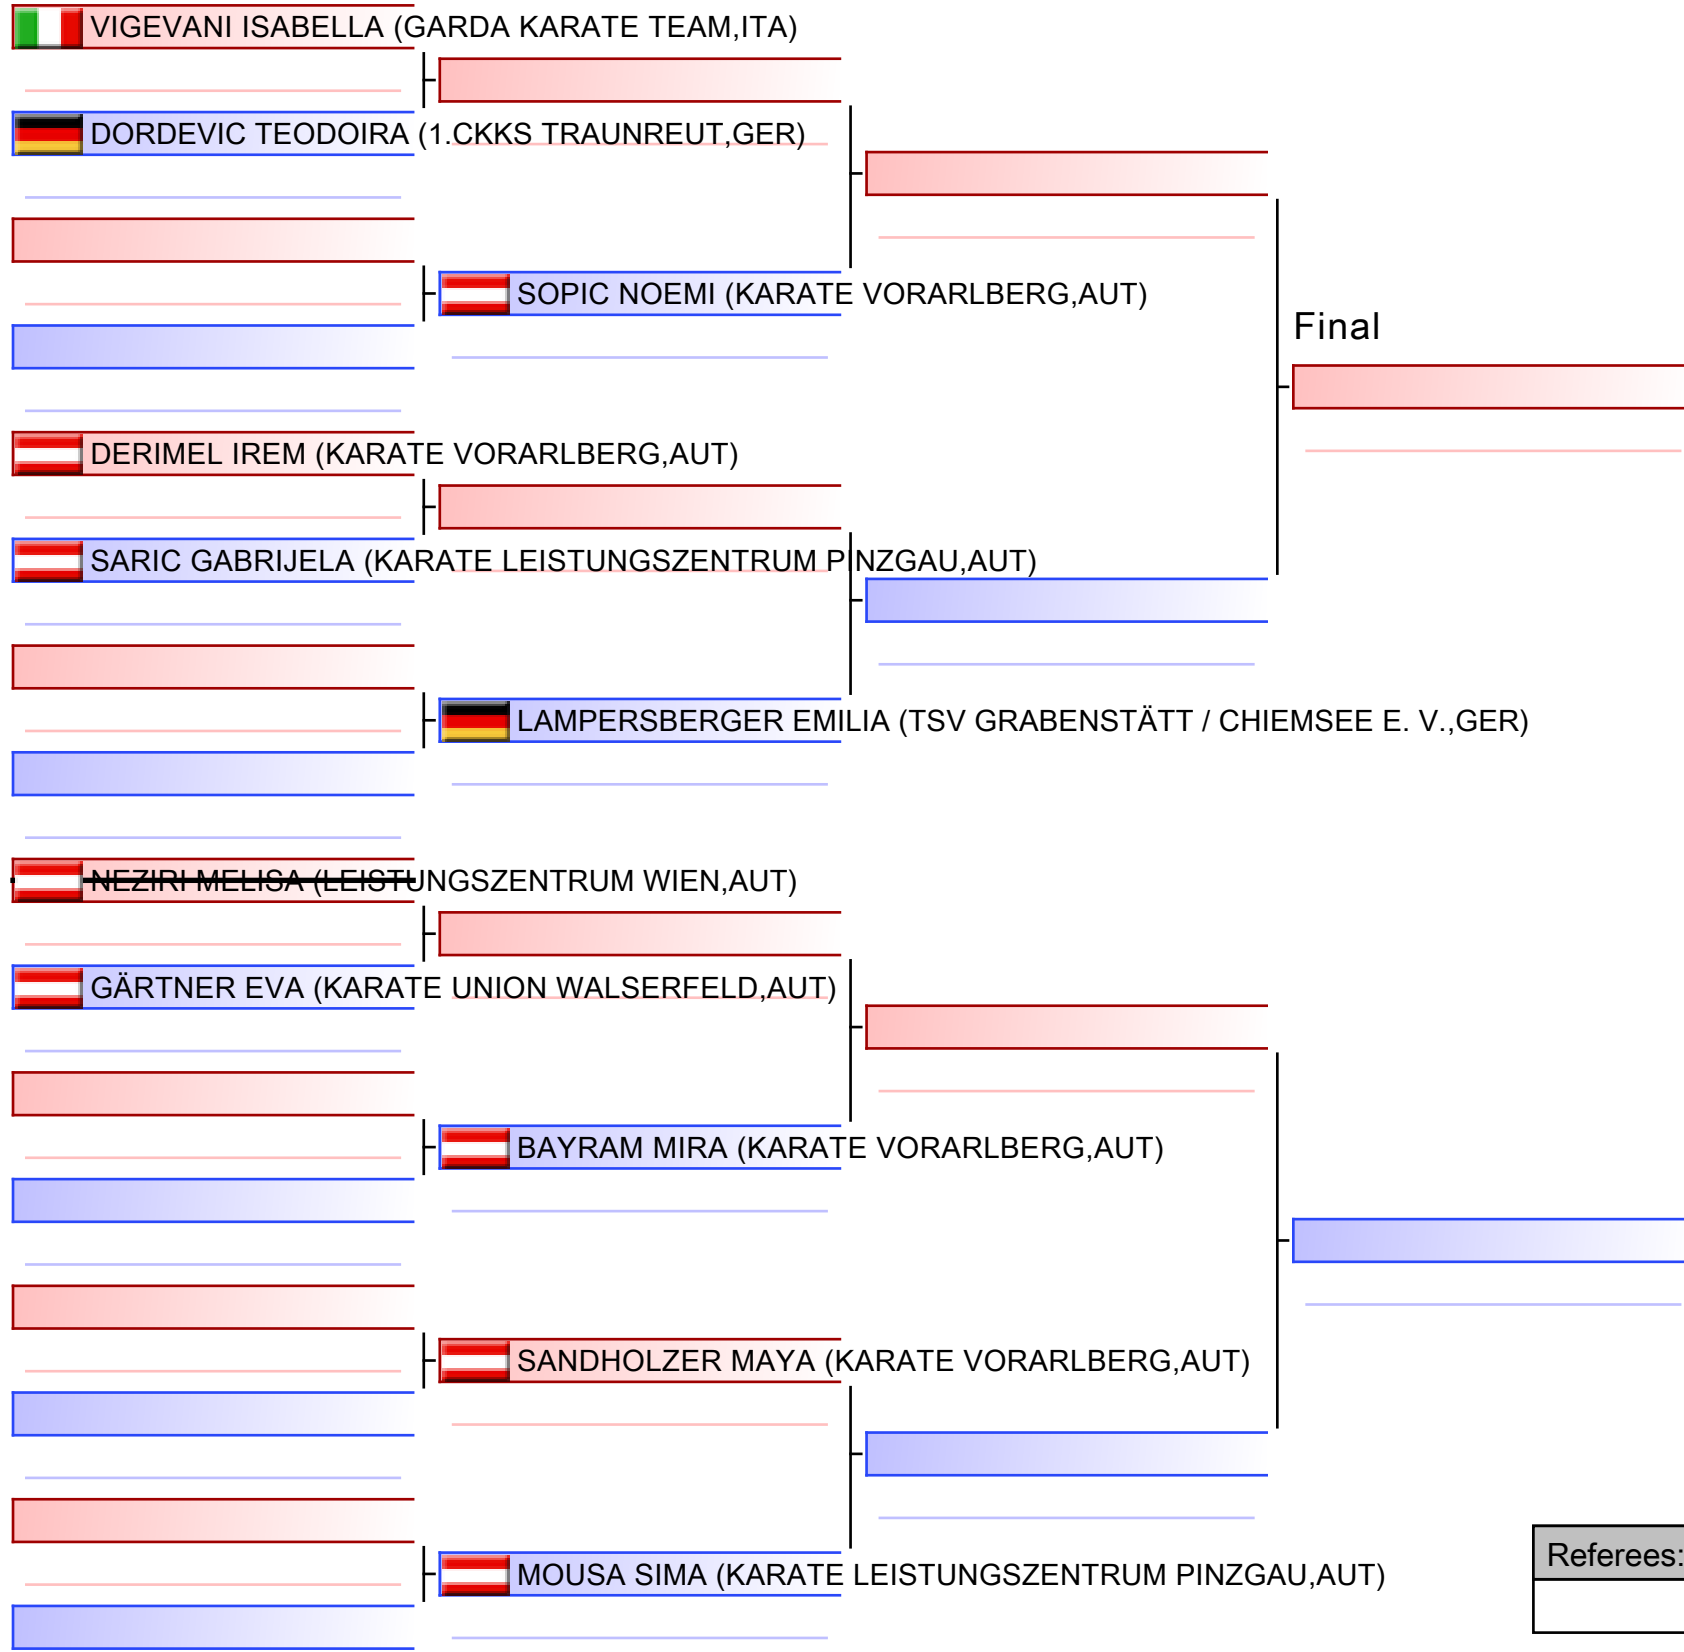 VIGEVANI ISABELLA (GARDA KARATE TEAM,ITA)
DORDEVIC TEODOIRA (1.CKKS TRAUNREUT,GER)
SOPIC NOEMI (KARATE VORARLBERG,AUT)
Final
DERIMEL IREM (KARATE VORARLBERG,AUT)
SARIC GABRIJELA (KARATE LEISTUNGSZENTRUM PINZGAU,AUT)
LAMPERSBERGER EMILIA (TSV GRABENSTÄTT / CHIEMSEE E. V.,GER)
NEZIRI MELISA (LEISTUNGSZENTRUM WIEN,AUT)
GÄRTNER EVA (KARATE UNION WALSERFELD,AUT)
BAYRAM MIRA (KARATE VORARLBERG,AUT)
SANDHOLZER MAYA (KARATE VORARLBERG,AUT)
Referees:
MOUSA SIMA (KARATE LEISTUNGSZENTRUM PINZGAU,AUT)